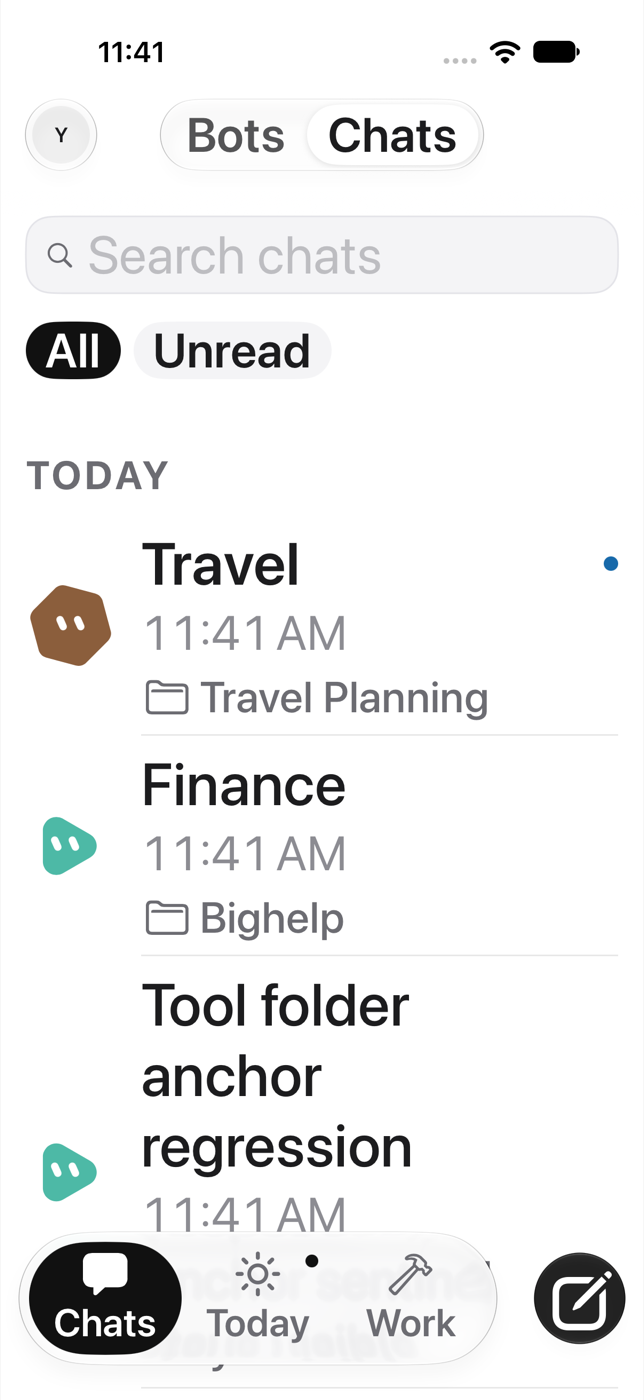 11:41
Y
Bots
Chats
Search chats
All
Unread
TODAY
Travel
11:41 AM
Travel Planning
Finance
11:41 AM
Bighelp
Tool folder
anchor
regression
11:41 AM
Chats
Today
Work